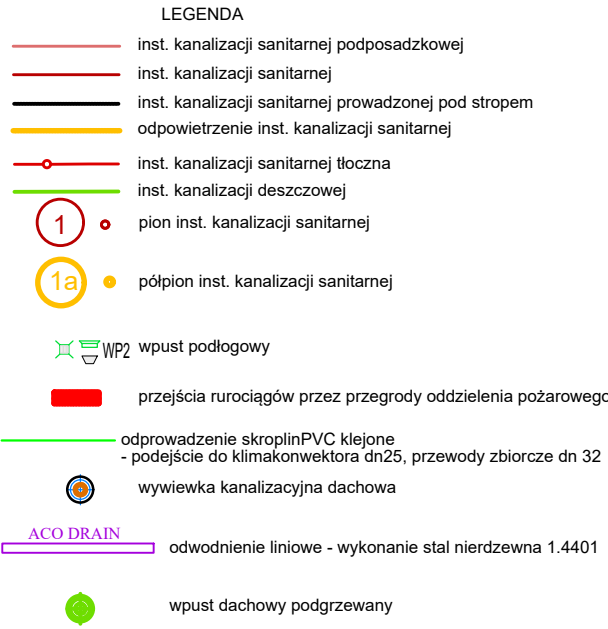 LEGENDA
inst. kanalizacji sanitarnej podposadzkowej
inst. kanalizacji sanitarnej
inst. kanalizacji sanitarnej prowadzonej pod stropem
odpowietrzenie inst. kanalizacji sanitarnej
inst. kanalizacji sanitarnej tłoczna
inst. kanalizacji deszczowej
1 pion inst. kanalizacji sanitarnej
1a półpion inst. kanalizacji sanitarnej
WP2 wpust podłogowy
przejścia rurociągów przez przegrody oddzielenia pożarowego
odprowadzenie skroplinPVC klejone
- podejście do klimakonwektora dn25, przewody zbiorcze dn 32
wywiewka kanalizacyjna dachowa
ACO DRAIN
odwodnienie liniowe - wykonanie stal nierdzewna 1.4401
wpust dachowy podgrzewany